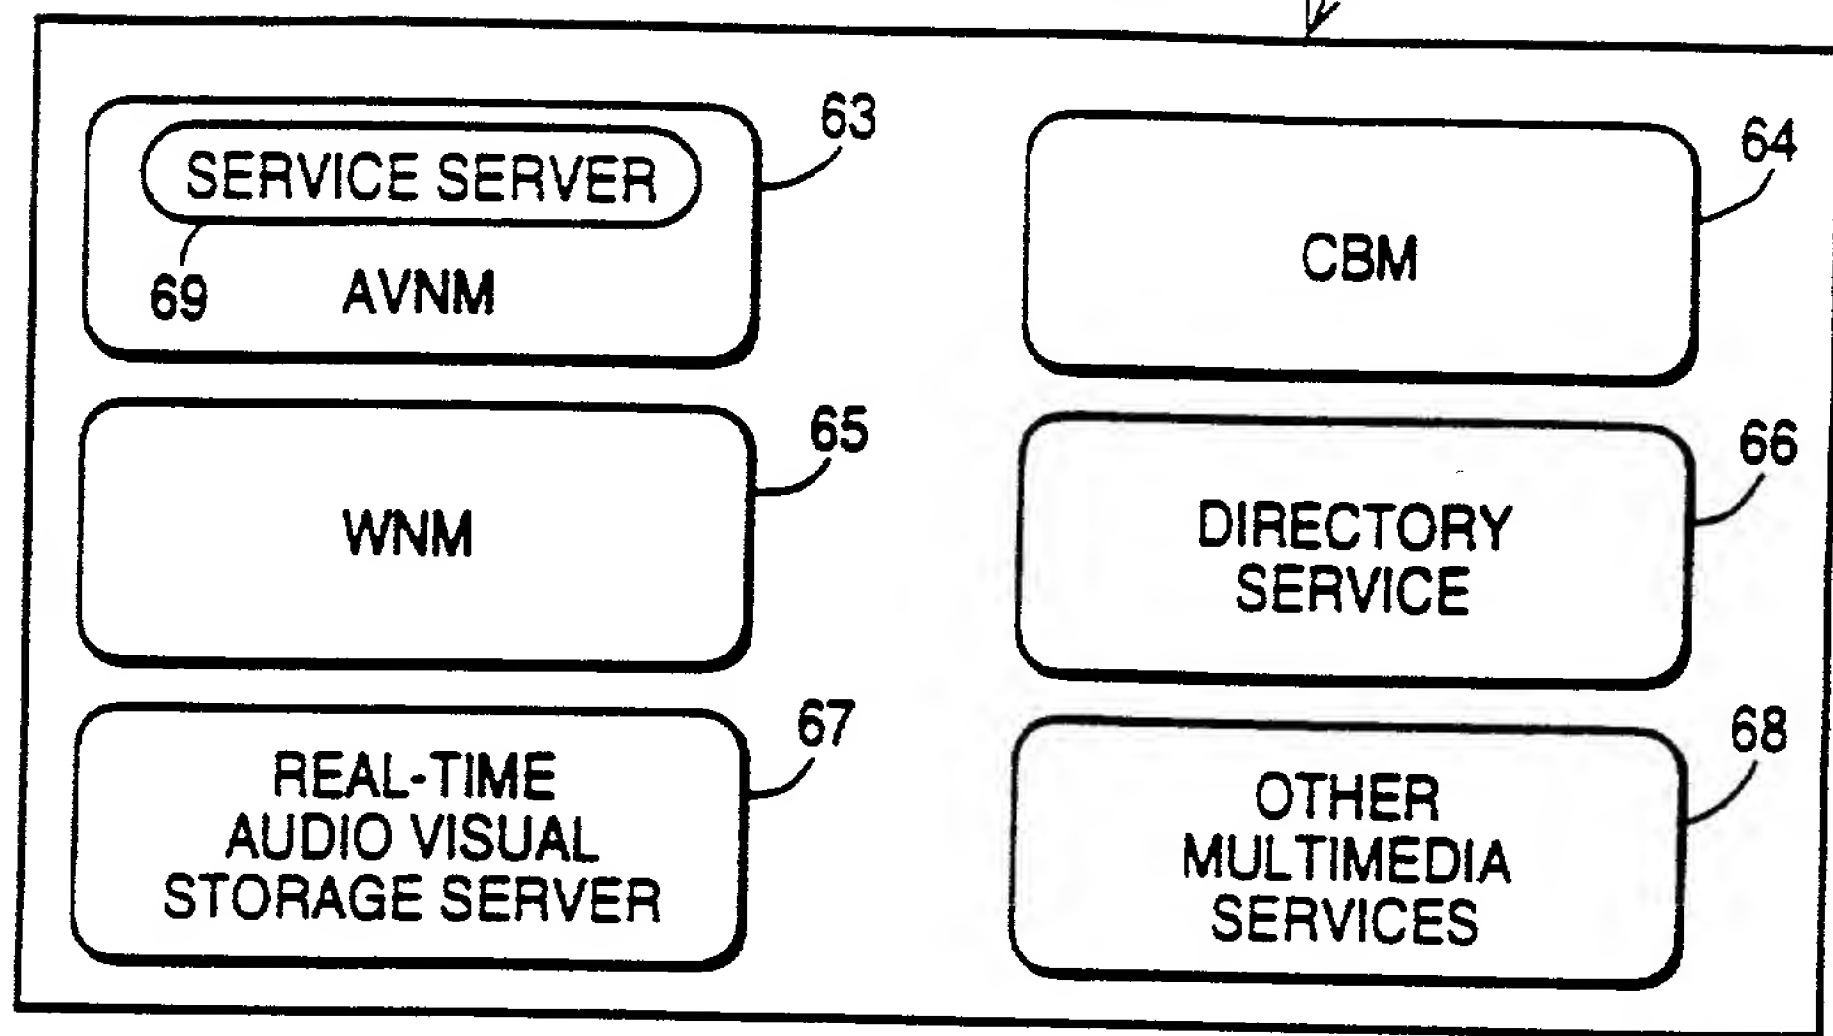 63
SERVICE SERVER
69
AVNM
64
CBM
65
WNM
66
DIRECTORY
SERVICE
67
REAL-TIME
AUDIO VISUAL
STORAGE SERVER
68
OTHER
MULTIMEDIA
SERVICES